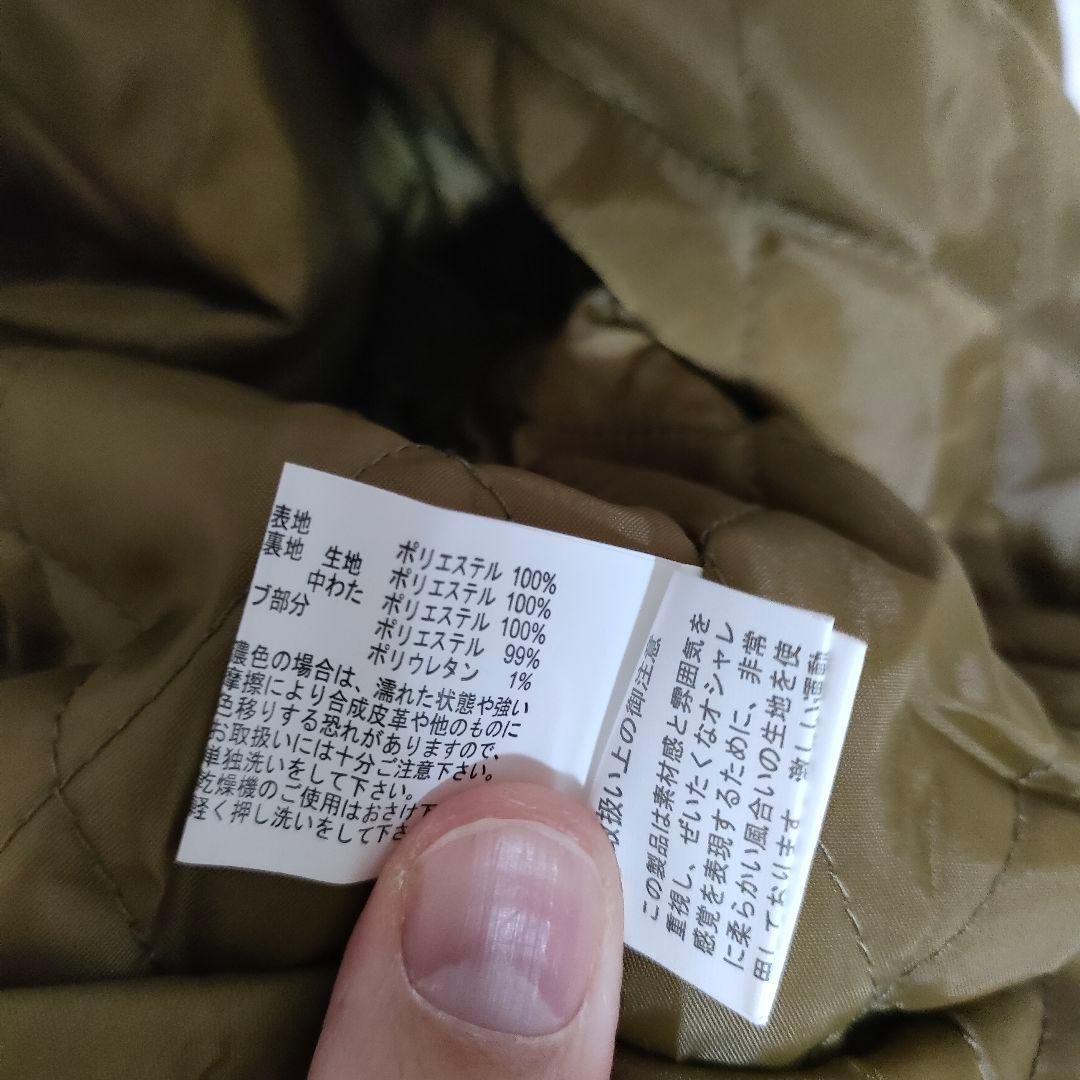 表地 ポリエステル 100%
裏地 生地 ポリエステル 100%
中わた ポリエステル 100%
ブ部分 ポリエステル 99%
ポリウレタン 1%
濃色の場合は、濡れた状態や強い
摩擦により合成皮革や他のものに
色移りする恐れがありますので、
お取扱いには十分ご注意下さい。
単独洗いをして下さい。
乾燥機のご使用はおさけ下
軽く押し洗いをして下さ
取扱い上の御注意
この製品は素材感と雰囲気を
重視し、ぜいたくなオシャレ
感覚を表現するために、非常
に柔らかい風合いの生地を使
用しております。激しい運動